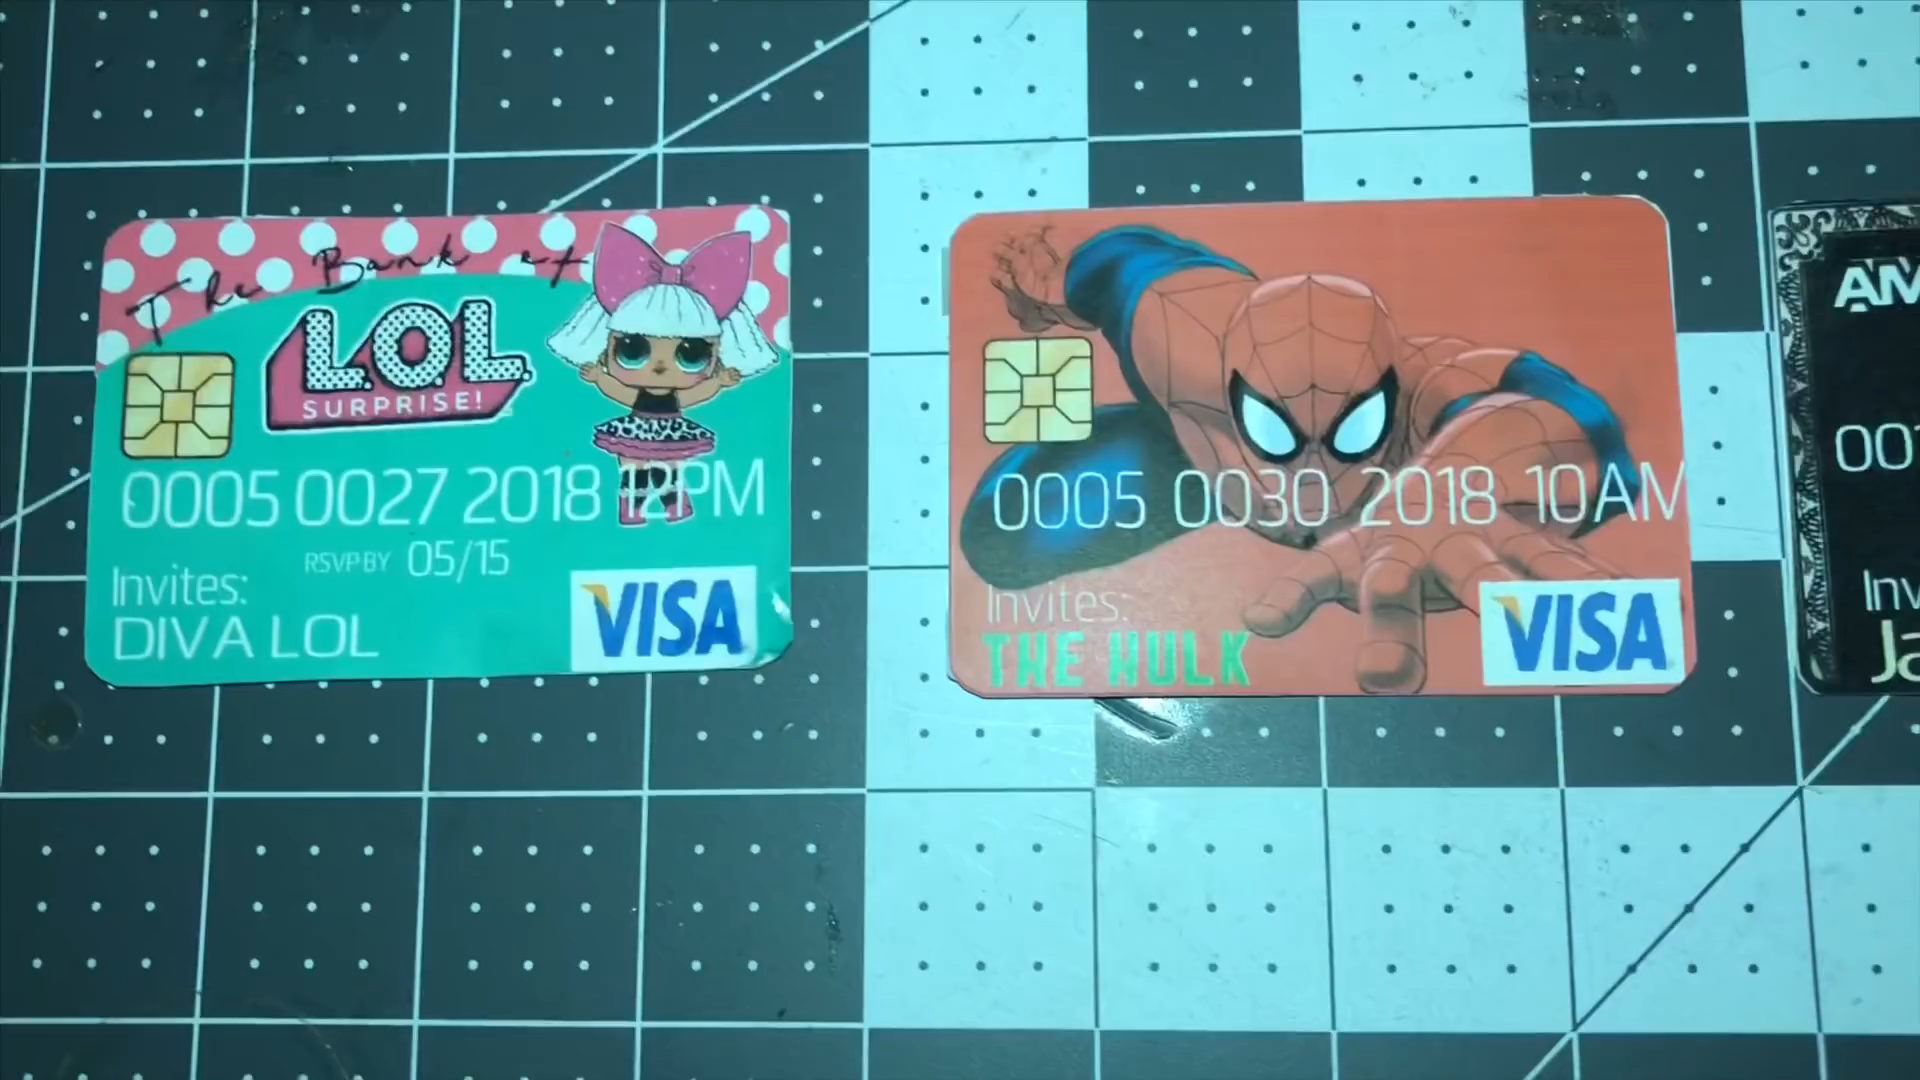 The Bank of
L.O.L.
SURPRISE!
0005 0027 2018 12PM
RSVP BY 05/15
Invites:
DIVA LOL
VISA
0005 0030 2018 10AM
Invites:
THE HULK
VISA
AM
001
Inv
Ja